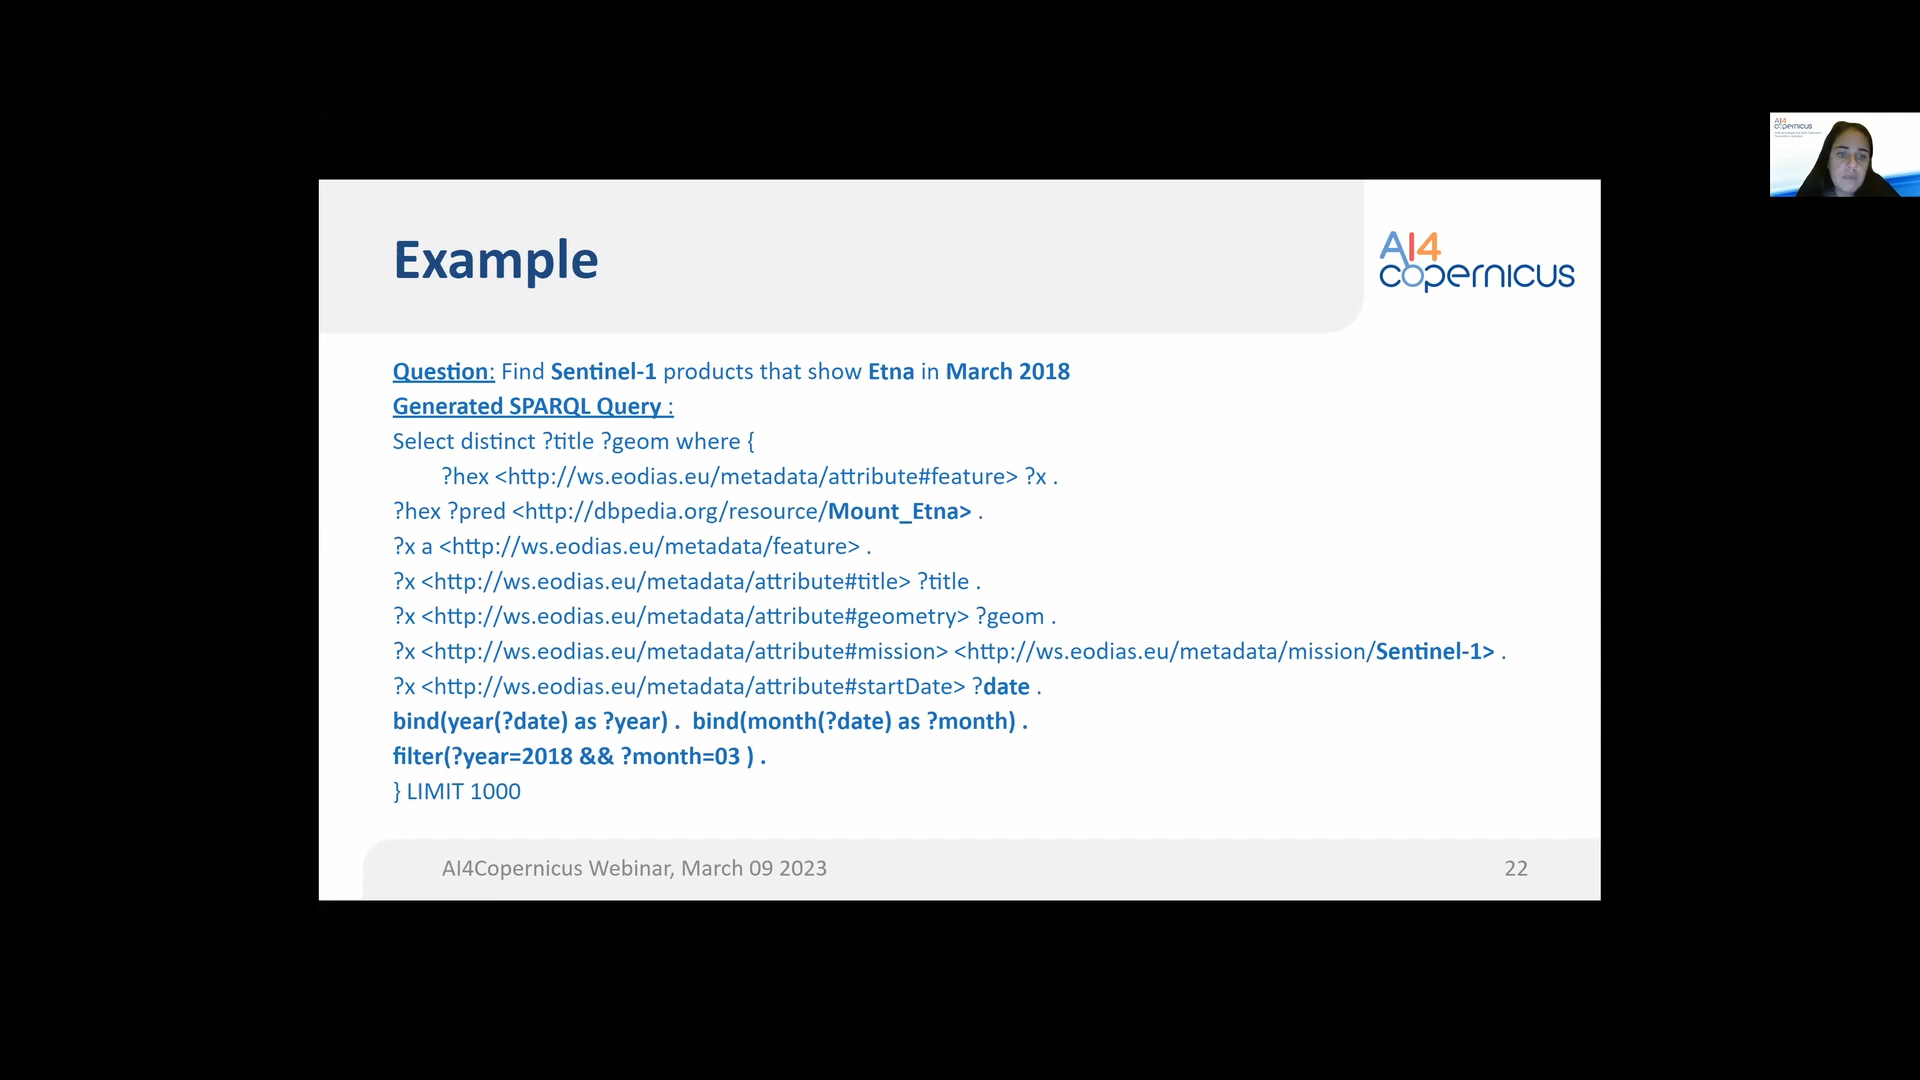 Example
AI4
copernicus
AI4
copernicus
Question: Find Sentinel-1 products that show Etna in March 2018
Generated SPARQL Query :
Select distinct ?title ?geom where {
?hex <http://ws.eodias.eu/metadata/attribute#feature> ?x .
?hex ?pred <http://dbpedia.org/resource/Mount_Etna> .
?x a <http://ws.eodias.eu/metadata/feature> .
?x <http://ws.eodias.eu/metadata/attribute#title> ?title .
?x <http://ws.eodias.eu/metadata/attribute#geometry> ?geom .
?x <http://ws.eodias.eu/metadata/attribute#mission> <http://ws.eodias.eu/metadata/mission/Sentinel-1> .
?x <http://ws.eodias.eu/metadata/attribute#startDate> ?date .
bind(year(?date) as ?year) . bind(month(?date) as ?month) .
filter(?year=2018 && ?month=03 ) .
} LIMIT 1000
AI4Copernicus Webinar, March 09 2023
22